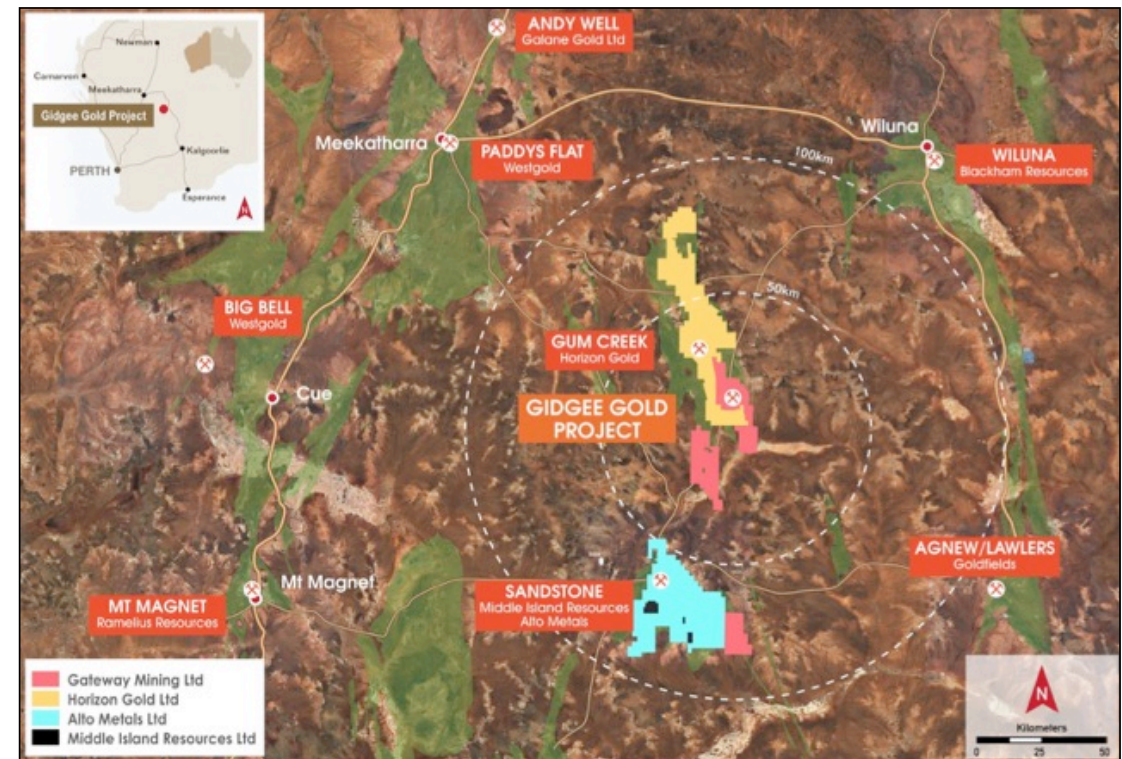 Newman
Carnarvon
Meekatharra
Gidgee Gold Project
Kalgoorlie
PERTH
Esperance
N
ANDY WELL
Galane Gold Ltd
Meekatharra
PADDYS FLAT
Westgold
Wiluna
WILUNA
Blackham Resources
100km
50km
BIG BELL
Westgold
GUM CREEK
Horizon Gold
Cue
GIDGEE GOLD
PROJECT
AGNEW/LAWLERS
Goldfields
Mt Magnet
MT MAGNET
Ramelius Resources
SANDSTONE
Middle Island Resources
Alto Metals
Gateway Mining Ltd
Horizon Gold Ltd
Alto Metals Ltd
Middle Island Resources Ltd
N
Kilometers
0 25 50